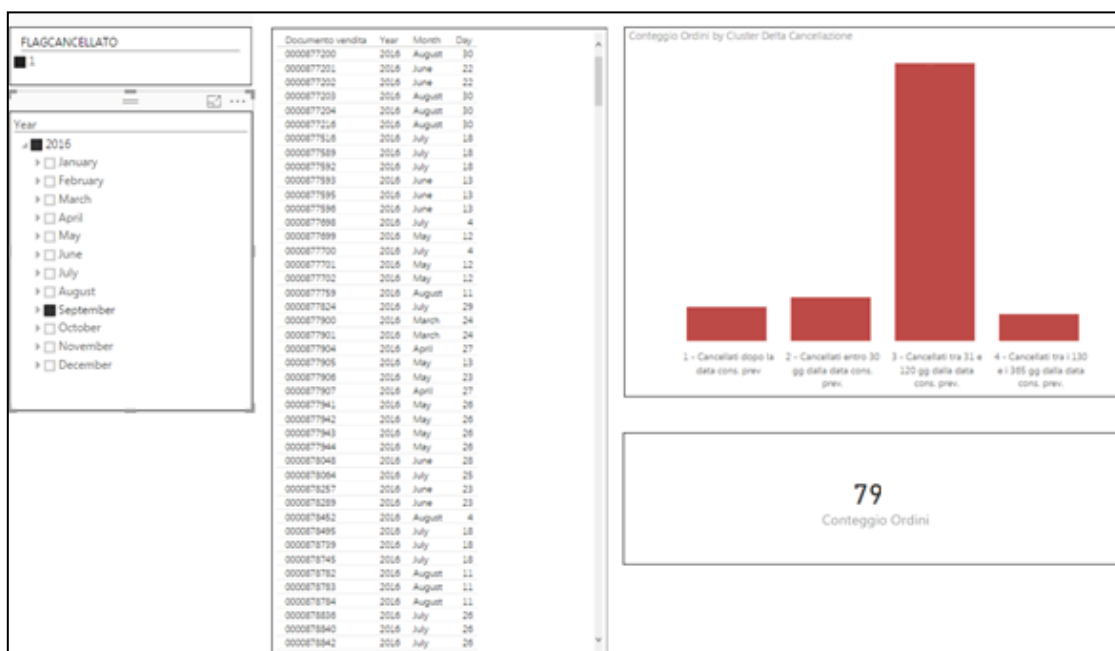 FLAGCANCELLATO
1
Year
2016
January
February
March
April
May
June
July
August
September
October
November
December
Documento vendita Year Month Day
0000877200 2016 August 30
0000877201 2016 June 22
0000877202 2016 June 22
0000877203 2016 August 30
0000877204 2016 August 30
0000877216 2016 August 30
0000877516 2016 July 18
0000877589 2016 July 18
0000877592 2016 July 18
0000877593 2016 June 13
0000877595 2016 June 13
0000877596 2016 June 13
0000877698 2016 July 4
0000877699 2016 May 12
0000877700 2016 July 4
0000877701 2016 May 12
0000877702 2016 May 12
0000877759 2016 August 11
0000877824 2016 July 29
0000877900 2016 March 24
0000877901 2016 March 24
0000877904 2016 April 27
0000877905 2016 May 13
0000877906 2016 May 23
0000877907 2016 April 27
0000877941 2016 May 26
0000877942 2016 May 26
0000877943 2016 May 26
0000877944 2016 May 26
0000878048 2016 June 28
0000878064 2016 July 25
0000878257 2016 June 23
0000878289 2016 June 23
0000878452 2016 August 4
0000878495 2016 July 18
0000878739 2016 July 18
0000878745 2016 July 18
0000878782 2016 August 11
0000878783 2016 August 11
0000878784 2016 August 11
0000878836 2016 July 26
0000878840 2016 July 26
0000878842 2016 July 26
Conteggio Ordini by Cluster Delta Cancellazione
1 - Cancellati dopo la
data cons. prev
2 - Cancellati entro 30
gg dalla data cons.
prev.
3 - Cancellati tra 31 e
120 gg dalla data
cons. prev.
4 - Cancellati tra i 130
e i 365 gg dalla data
cons. prev.
79
Conteggio Ordini